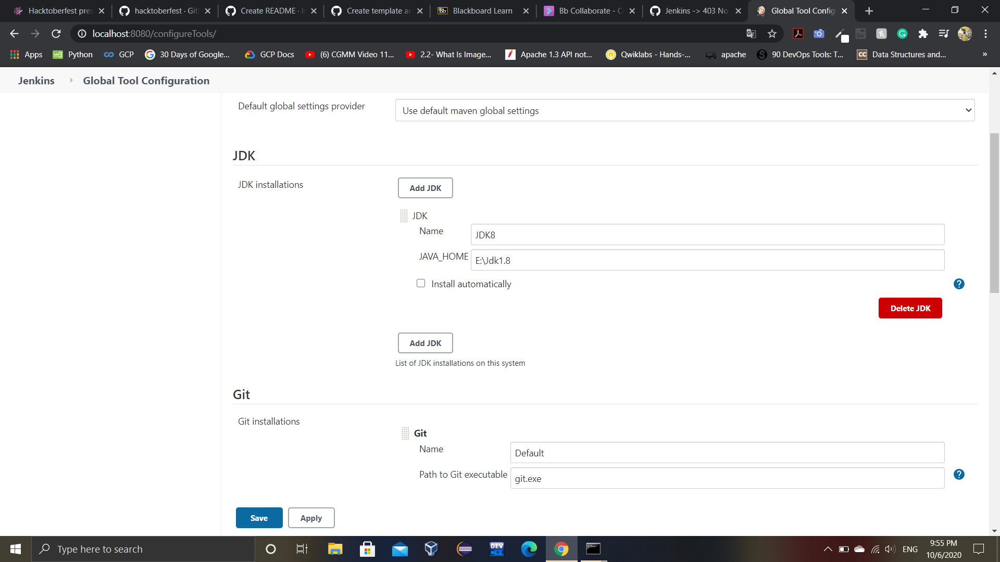 Hacktoberfest pres
hacktoberfest · Git
Create README · Is
Create template an
Blackboard Learn
Bb Collaborate - C
Jenkins -> 403 No
Global Tool Config
localhost:8080/configureTools/
Apps
Python
GCP
30 Days of Google...
GCP Docs
(6) CGMM Video 11...
2.2- What Is Image...
Apache 1.3 API not...
Qwiklabs - Hands-...
apache
90 DevOps Tools: T...
Data Structures and...
»
Jenkins
Global Tool Configuration
Default global settings provider
Use default maven global settings
JDK
JDK installations
Add JDK
JDK
Name
JDK8
JAVA_HOME
E:\Jdk1.8
Install automatically
?
Delete JDK
Add JDK
List of JDK installations on this system
Git
Git installations
Git
Name
Default
Path to Git executable
git.exe
?
Save
Apply
Type here to search
DEV
C++
ENG
9:55 PM
10/6/2020